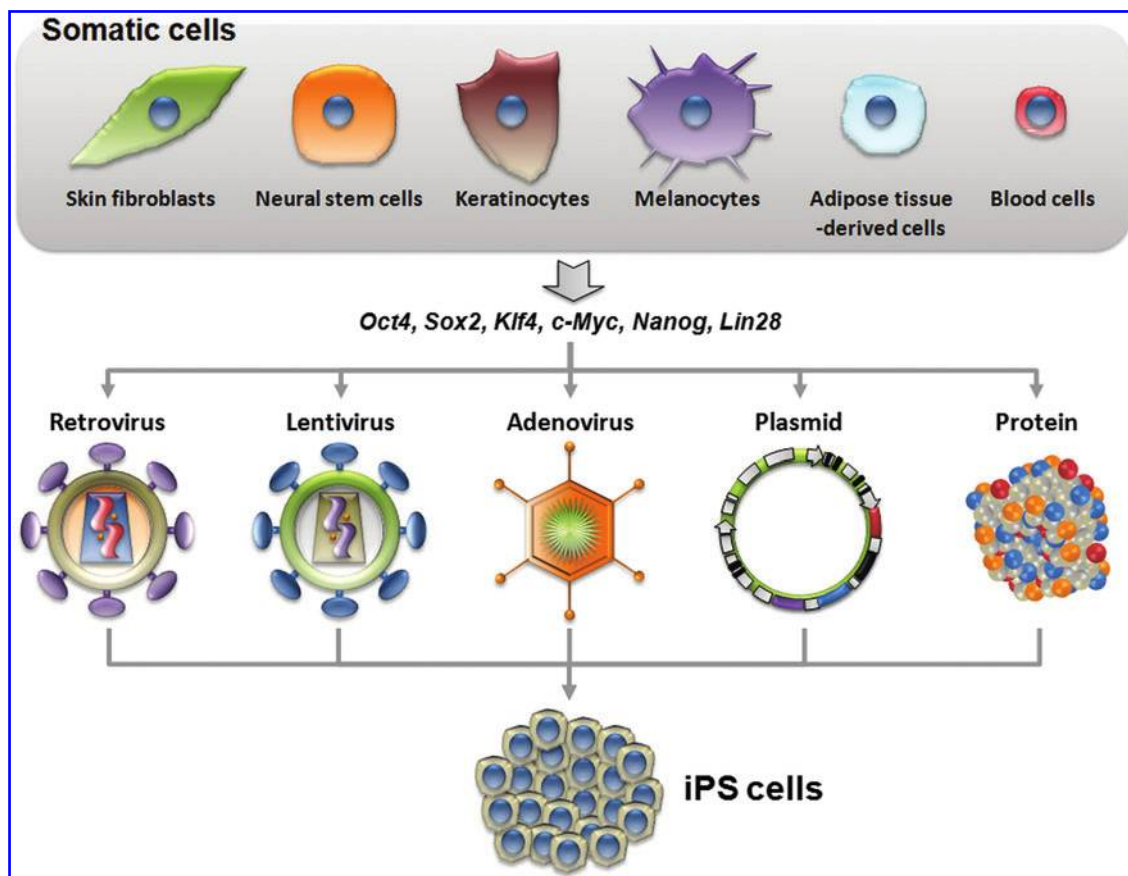 Somatic cells
Skin fibroblasts
Neural stem cells
Keratinocytes
Melanocytes
Adipose tissue
-derived cells
Blood cells
Oct4, Sox2, Klf4, c-Myc, Nanog, Lin28
Retrovirus
Lentivirus
Adenovirus
Plasmid
Protein
iPS cells